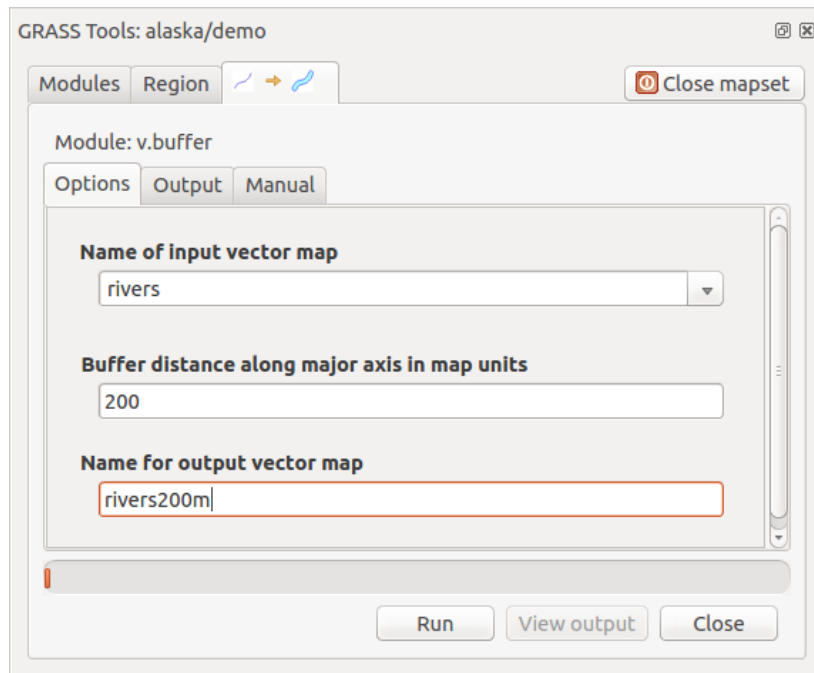 GRASS Tools: alaska/demo
Modules Region Close mapset
Module: v.buffer
Options Output Manual
Name of input vector map
rivers
Buffer distance along major axis in map units
200
Name for output vector map
rivers200m
Run View output Close